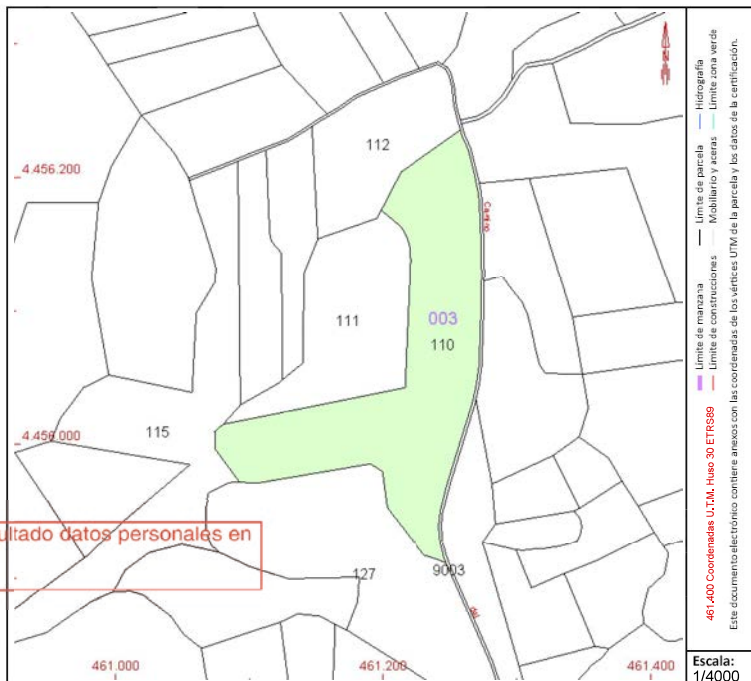 112
4.456.200
Camino
003
111
110
115
4.456.000
ultado datos personales en
127
9003
461.000
461.200
461.400
Límite de manzana
Límite de parcela
Hidrografía
Límite de construcciones
Mobiliario y aceras
Límite zona verde
461.400 Coordenadas U.T.M. Huso 30 ETRS89
Este documento electrónico contiene anexos con las coordenadas de los vértices UTM de la parcela y los datos de la certificación.
Escala:
1/4000